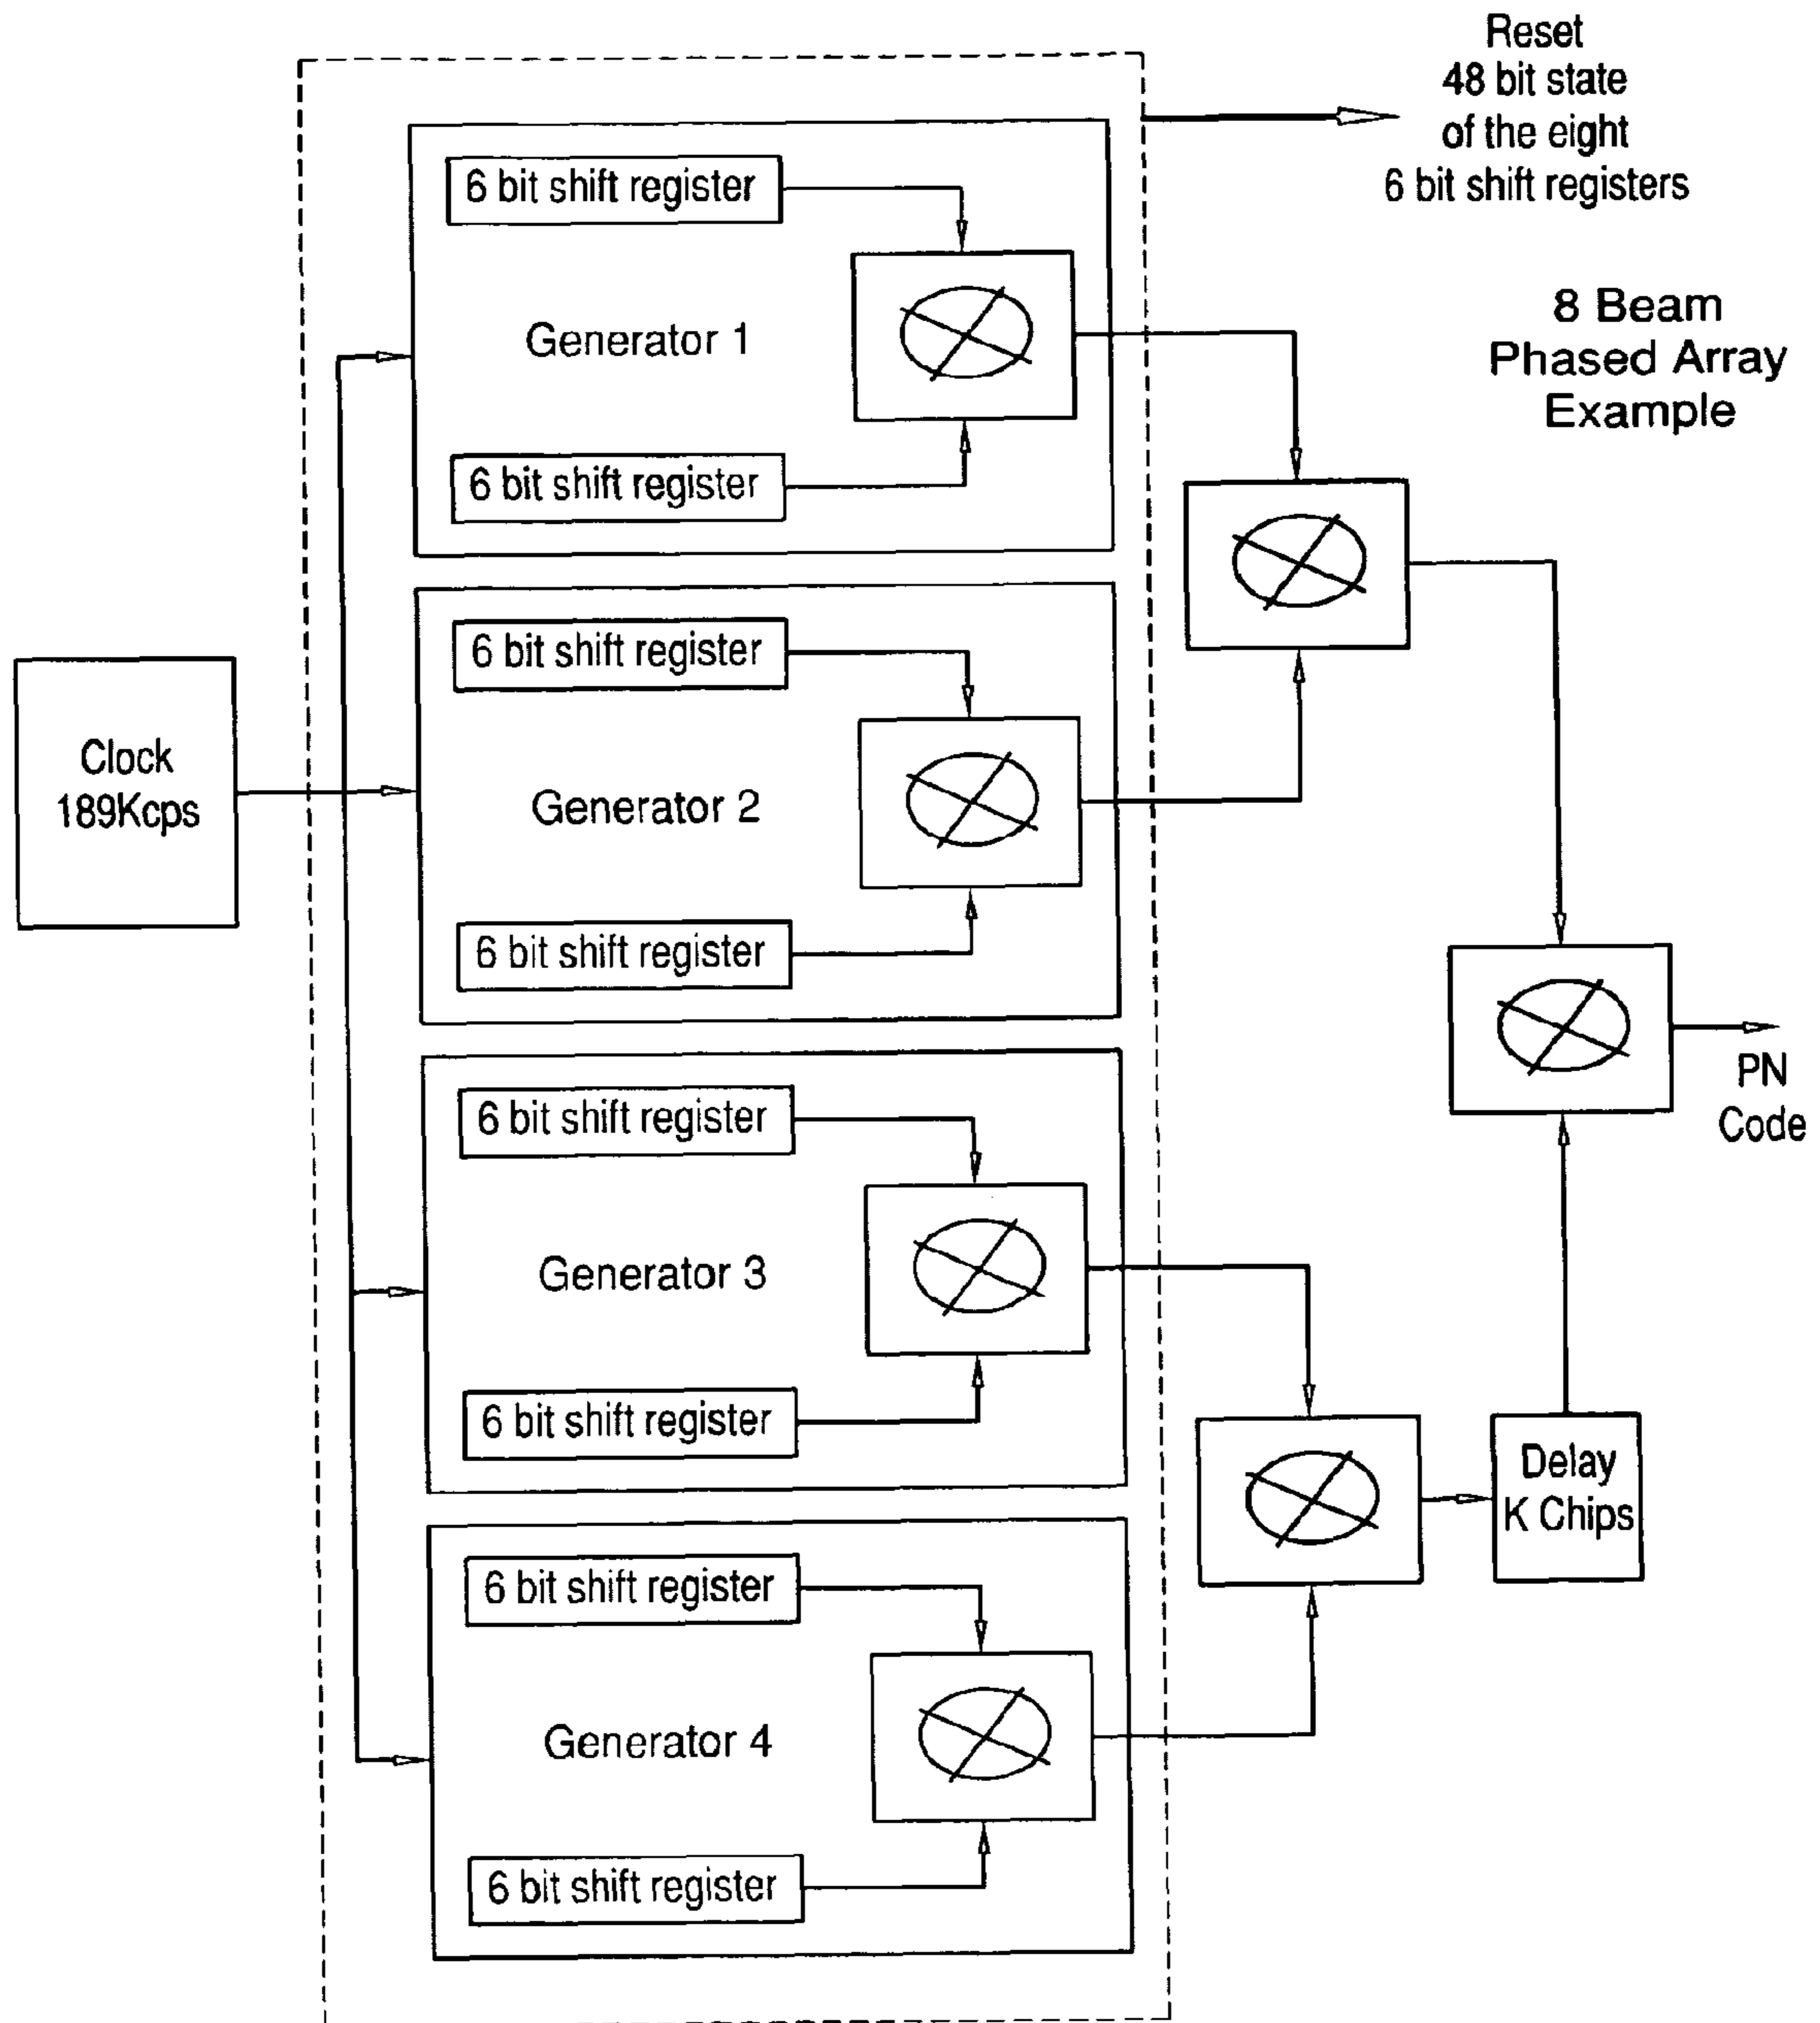 Reset
48 bit state
of the eight
6 bit shift registers
8 Beam
Phased Array
Example
6 bit shift register
Generator 1
6 bit shift register
6 bit shift register
Clock
189Kcps
Generator 2
6 bit shift register
PN
Code
6 bit shift register
Generator 3
6 bit shift register
Delay
K Chips
6 bit shift register
Generator 4
6 bit shift register